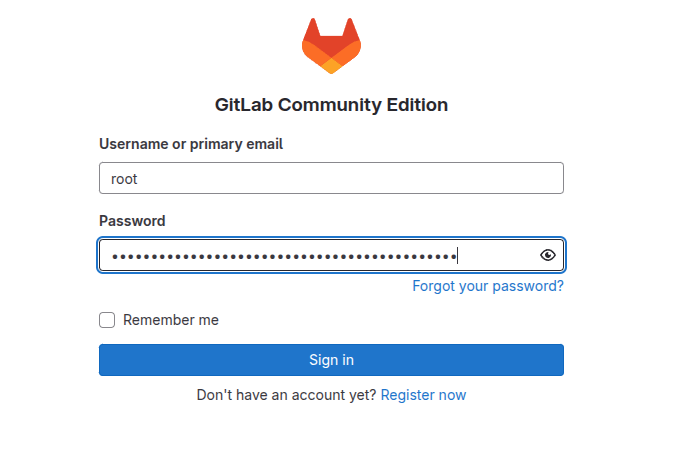 GitLab Community Edition
Username or primary email
root
Password
••••••••••••••••••••••••••••••••••••••••••••
Forgot your password?
Remember me
Sign in
Don't have an account yet? Register now